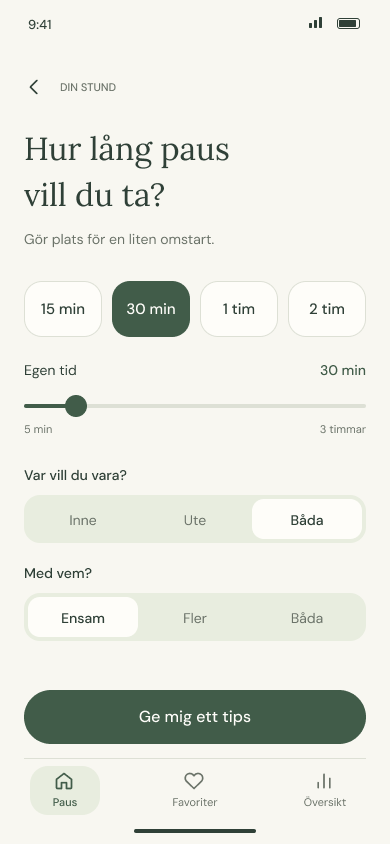 9:41
DIN STUND
Hur lång paus
vill du ta?
Gör plats för en liten omstart.
15 min
30 min
1 tim
2 tim
Egen tid
30 min
5 min
3 timmar
Var vill du vara?
Inne
Ute
Båda
Med vem?
Ensam
Fler
Båda
Ge mig ett tips
Paus
Favoriter
Översikt